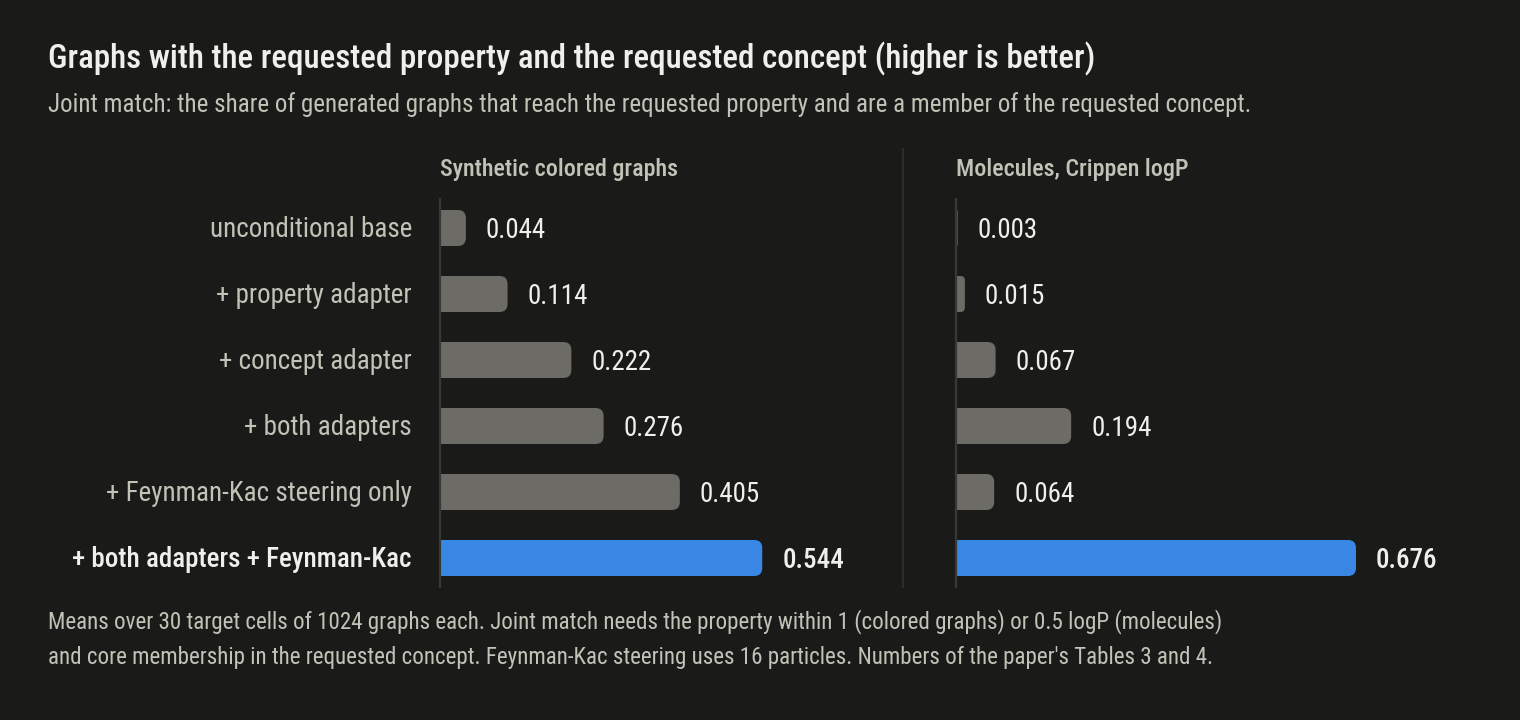 Graphs with the requested property and the requested concept (higher is better)
Joint match: the share of generated graphs that reach the requested property and are a member of the requested concept.
Synthetic colored graphs
Molecules, Crippen logP
unconditional base 0.044 0.003
+ property adapter 0.114 0.015
+ concept adapter 0.222 0.067
+ both adapters 0.276 0.194
+ Feynman-Kac steering only 0.405 0.064
+ both adapters + Feynman-Kac 0.544 0.676
Means over 30 target cells of 1024 graphs each. Joint match needs the property within 1 (colored graphs) or 0.5 logP (molecules)
and core membership in the requested concept. Feynman-Kac steering uses 16 particles. Numbers of the paper's Tables 3 and 4.